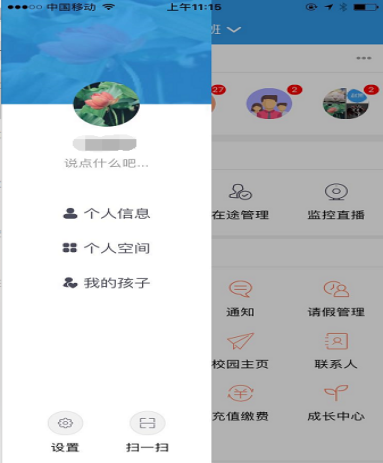 中国移动 上午11:15
班
27
2
2
说点什么吧...
个人信息
个人空间
我的孩子
在途管理 监控直播
通知 请假管理
校园主页 联系人
充值缴费 成长中心
设置 扫一扫